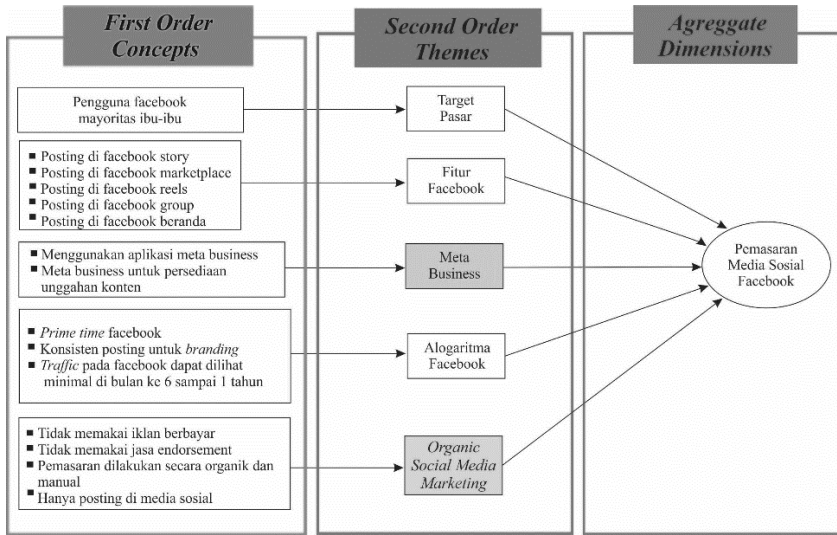 First Order
Concepts
Second Order
Themes
Agreggate
Dimensions
Pengguna facebook
mayoritas ibu-ibu
Target
Pasar
▪ Posting di facebook story
▪ Posting di facebook marketplace
▪ Posting di facebook reels
▪ Posting di facebook group
▪ Posting di facebook beranda
Fitur
Facebook
▪ Menggunakan aplikasi meta business
▪ Meta business untuk persediaan
unggahan konten
Meta
Business
Pemasaran
Media Sosial
Facebook
▪ Prime time facebook
▪ Konsisten posting untuk branding
▪ Traffic pada facebook dapat dilihat
minimal di bulan ke 6 sampai 1 tahun
Alogaritma
Facebook
▪ Tidak memakai iklan berbayar
▪ Tidak memakai jasa endorsement
▪ Pemasaran dilakukan secara organik dan
manual
▪ Hanya posting di media sosial
Organic
Social Media
Marketing